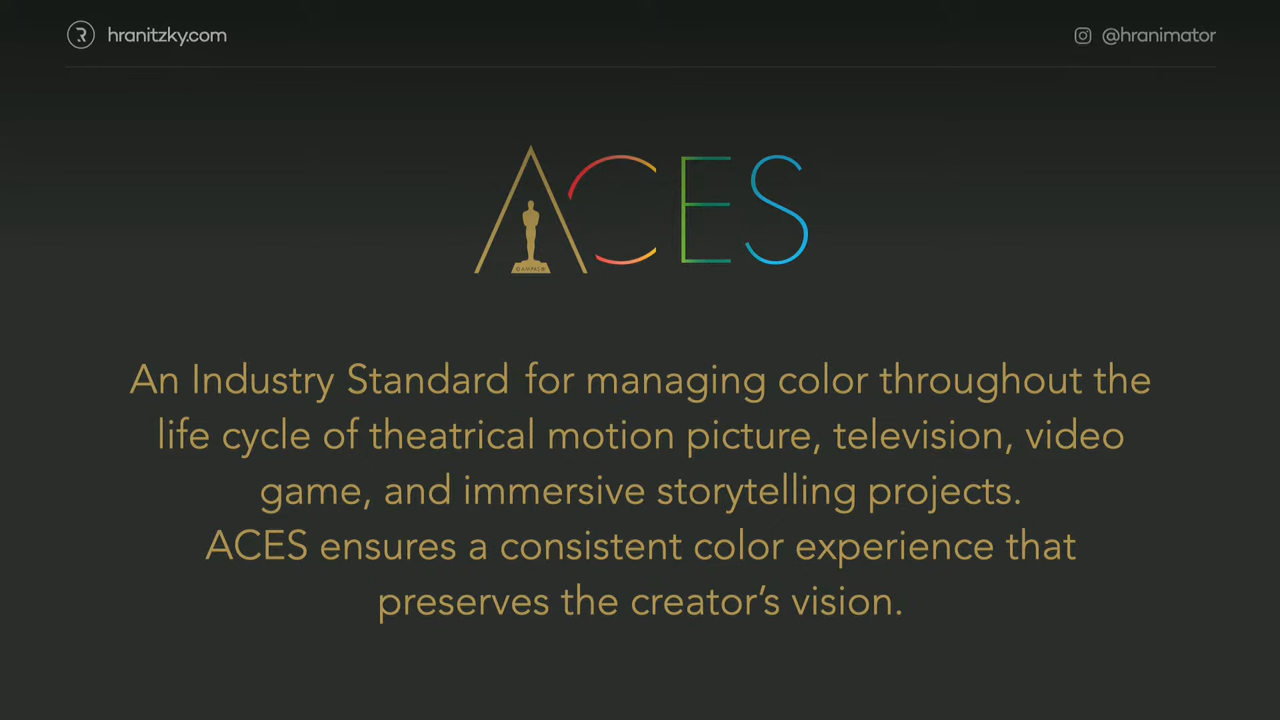 hranitzky.com
@hranimator
ACES
An Industry Standard for managing color throughout the
life cycle of theatrical motion picture, television, video
game, and immersive storytelling projects.
ACES ensures a consistent color experience that
preserves the creator’s vision.